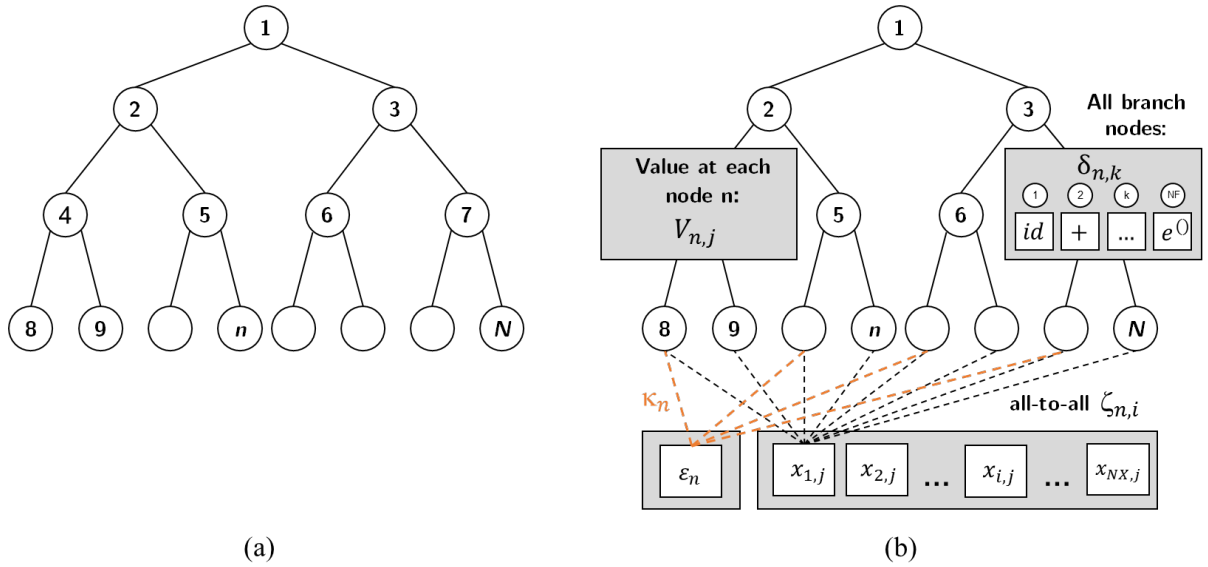 1
2 3
4 5 6 7
8 9 n N
(a)
1
2 3
All branch
nodes:
Value at each
node n:
V_{n,j}
5 6
δ_{n,k}
1 2 k NF
id + ... e^{()}
8 9 n N
κ_n
all-to-all ζ_{n,i}
ε_n
x_{1,j} x_{2,j} ... x_{i,j} ... x_{NX,j}
(b)